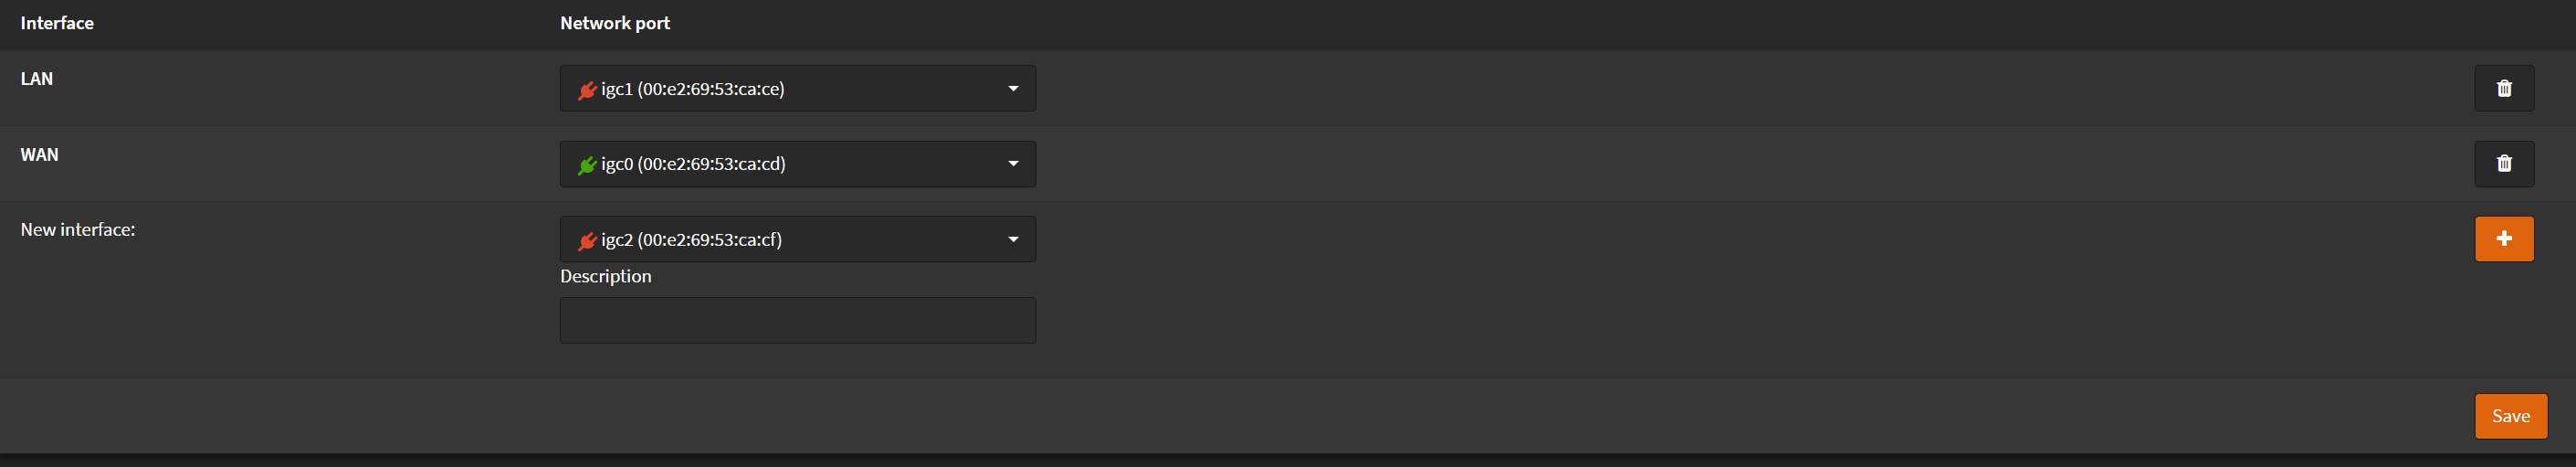 Interface Network port
LAN igc1 (00:e2:69:53:ca:ce)
WAN igc0 (00:e2:69:53:ca:cd)
New interface: igc2 (00:e2:69:53:ca:cf)
Description
Save